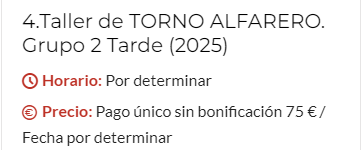 4.Taller de TORNO ALFARERO.
Grupo 2 Tarde (2025)
Horario: Por determinar
Precio: Pago único sin bonificación 75 € /
Fecha por determinar